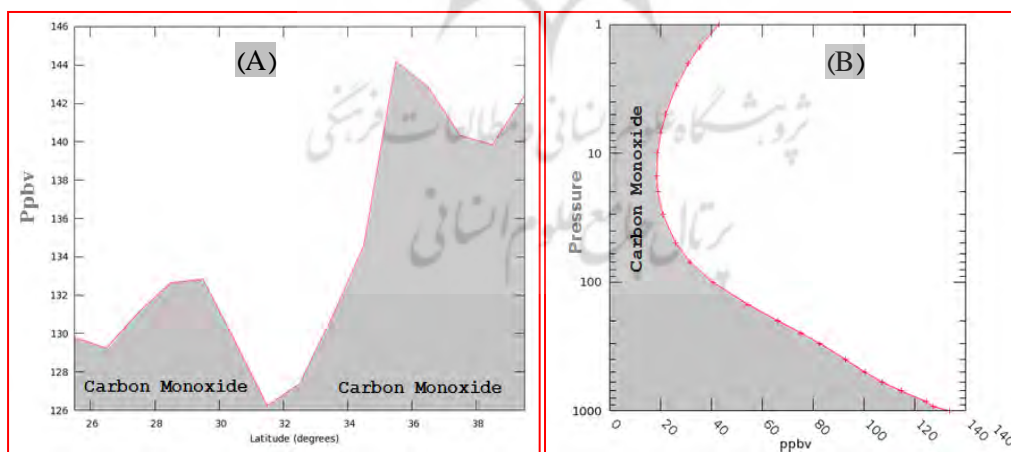 (A)
Ppbv
146
144
142
140
138
136
134
132
130
128
126
Carbon Monoxide
Carbon Monoxide
26
28
30
32
34
36
38
Latitude (degrees)
(B)
Pressure
1
10
100
1000
Carbon Monoxide
0
20
40
60
80
100
120
140
140
ppbv
پژوهشگاه علوم انسانی و مطالعات فرهنگی
پرتال جامع علوم انسانی